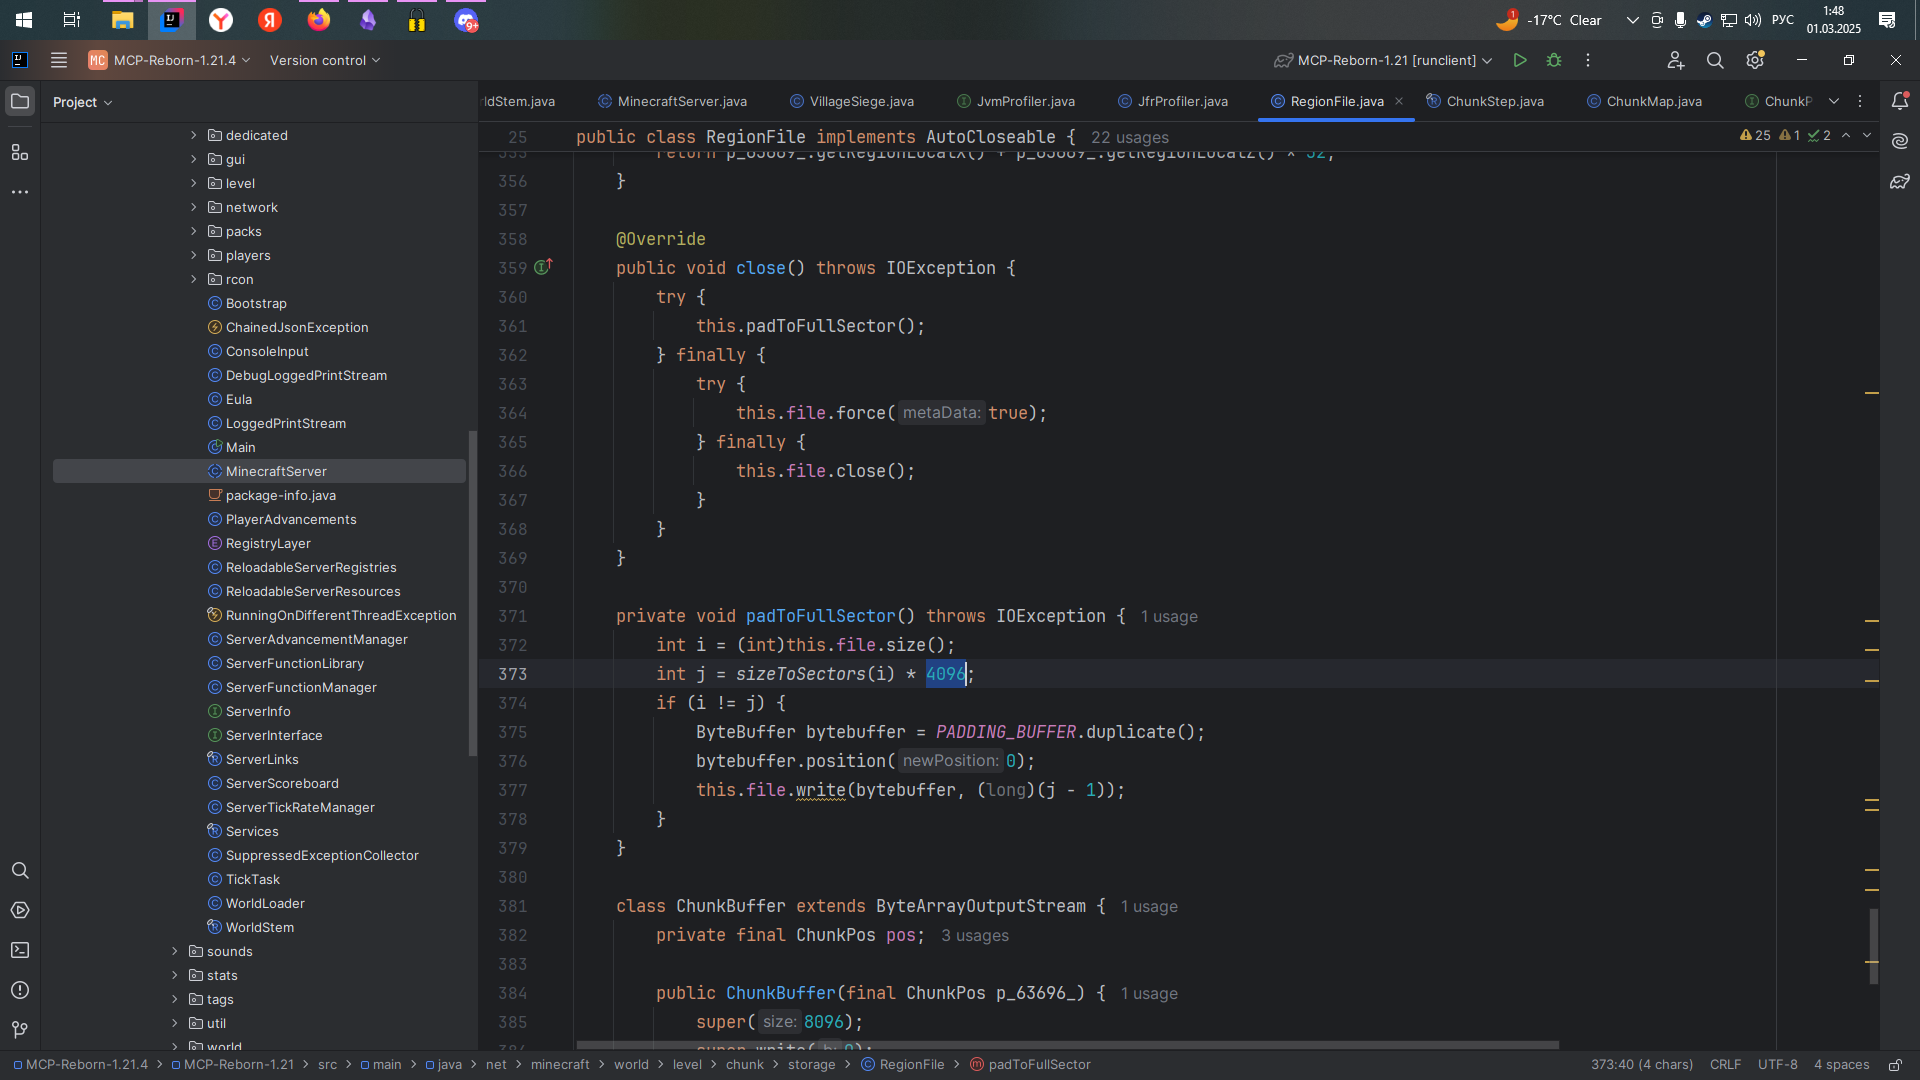 -17°C Clear
РУС
1:48
01.03.2025
9+
MC MCP-Reborn-1.21.4
Version control
MCP-Reborn-1.21 [runclient]
Project
ldStem.java
MinecraftServer.java
VillageSiege.java
JvmProfiler.java
JfrProfiler.java
RegionFile.java
ChunkStep.java
ChunkMap.java
ChunkP
25 public class RegionFile implements AutoCloseable { 22 usages
25 1 2
return p_63669_.getRegionLocalX() + p_63669_.getRegionLocalZ() * 32;
356 }
357
358 @Override
359 public void close() throws IOException {
360 try {
361 this.padToFullSector();
362 } finally {
363 try {
364 this.file.force( metaData: true);
365 } finally {
366 this.file.close();
367 }
368 }
369 }
370
371 private void padToFullSector() throws IOException { 1 usage
372 int i = (int)this.file.size();
373 int j = sizeToSectors(i) * 4096;
374 if (i != j) {
375 ByteBuffer bytebuffer = PADDING_BUFFER.duplicate();
376 bytebuffer.position( newPosition: 0);
377 this.file.write(bytebuffer, (long)(j - 1));
378 }
379 }
380
381 class ChunkBuffer extends ByteArrayOutputStream { 1 usage
382 private final ChunkPos pos; 3 usages
383
384 public ChunkBuffer(final ChunkPos p_63696_) { 1 usage
385 super( size: 8096);
dedicated
gui
level
network
packs
players
rcon
Bootstrap
ChainedJsonException
ConsoleInput
DebugLoggedPrintStream
Eula
LoggedPrintStream
Main
MinecraftServer
package-info.java
PlayerAdvancements
RegistryLayer
ReloadableServerRegistries
ReloadableServerResources
RunningOnDifferentThreadException
ServerAdvancementManager
ServerFunctionLibrary
ServerFunctionManager
ServerInfo
ServerInterface
ServerLinks
ServerScoreboard
ServerTickRateManager
Services
SuppressedExceptionCollector
TickTask
WorldLoader
WorldStem
sounds
stats
tags
util
world
MCP-Reborn-1.21.4 > MCP-Reborn-1.21 > src > main > java > net > minecraft > world > level > chunk > storage > RegionFile > padToFullSector
373:40 (4 chars) CRLF UTF-8 4 spaces